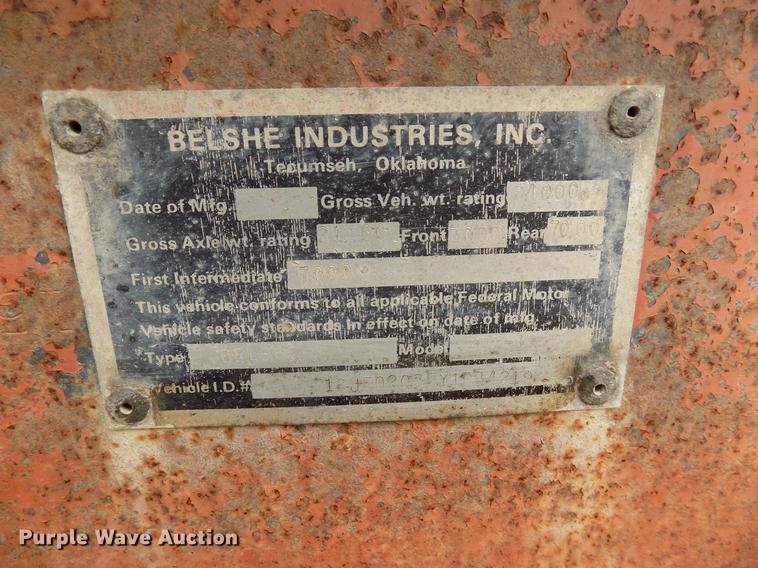 BELSHE INDUSTRIES, INC.
Tecumseh, Oklahoma
Date of Mfg. Gross Veh. wt. rating
Gross Axle wt. rating Front Rear 7000
First Intermediate 7000
This vehicle conforms to all applicable Federal Motor
Vehicle safety standards in effect on date of mfg.
Type Model
Vehicle I.D.#
Purple Wave Auction